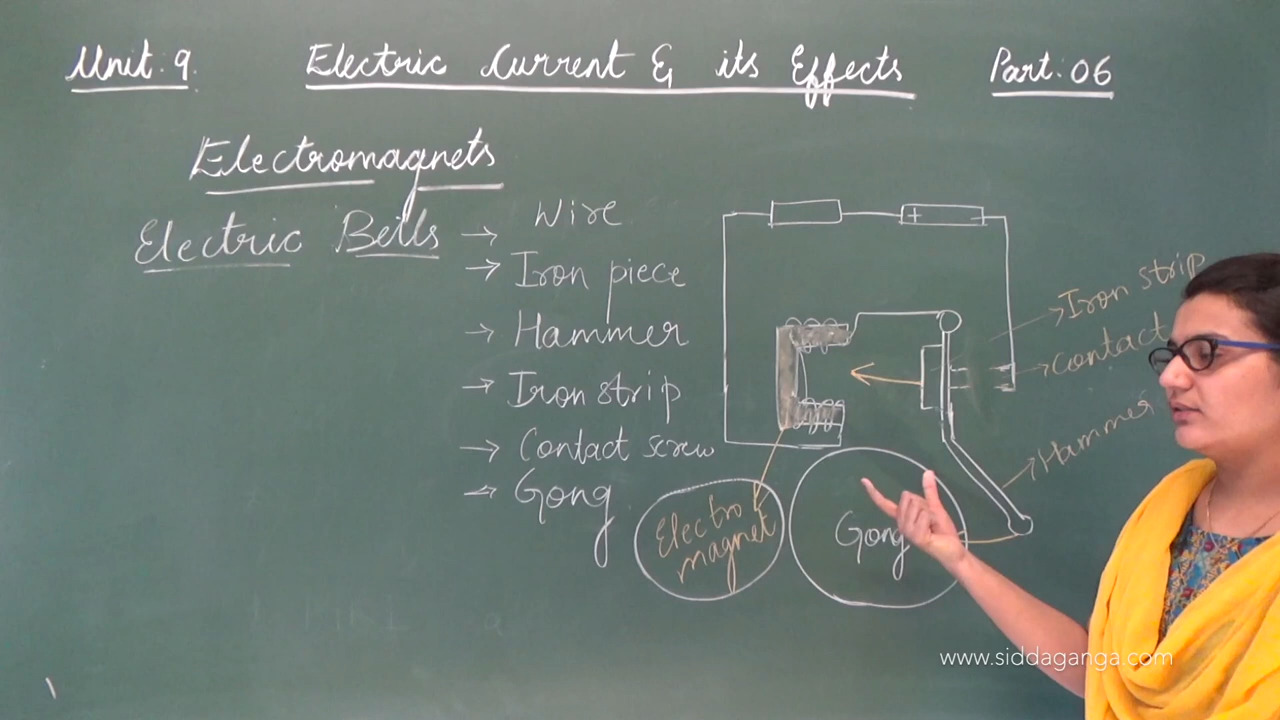 Unit. 9. Electric Current & its Effects Part. 06
Electromagnets
Electric Bells → Wire
→ Iron piece
→ Hammer
→ Iron strip
→ Contact screw
→ Gong
+ -
Iron strip
Contact
Hammer
Electro
magnet
Gong
www.siddaganga.com